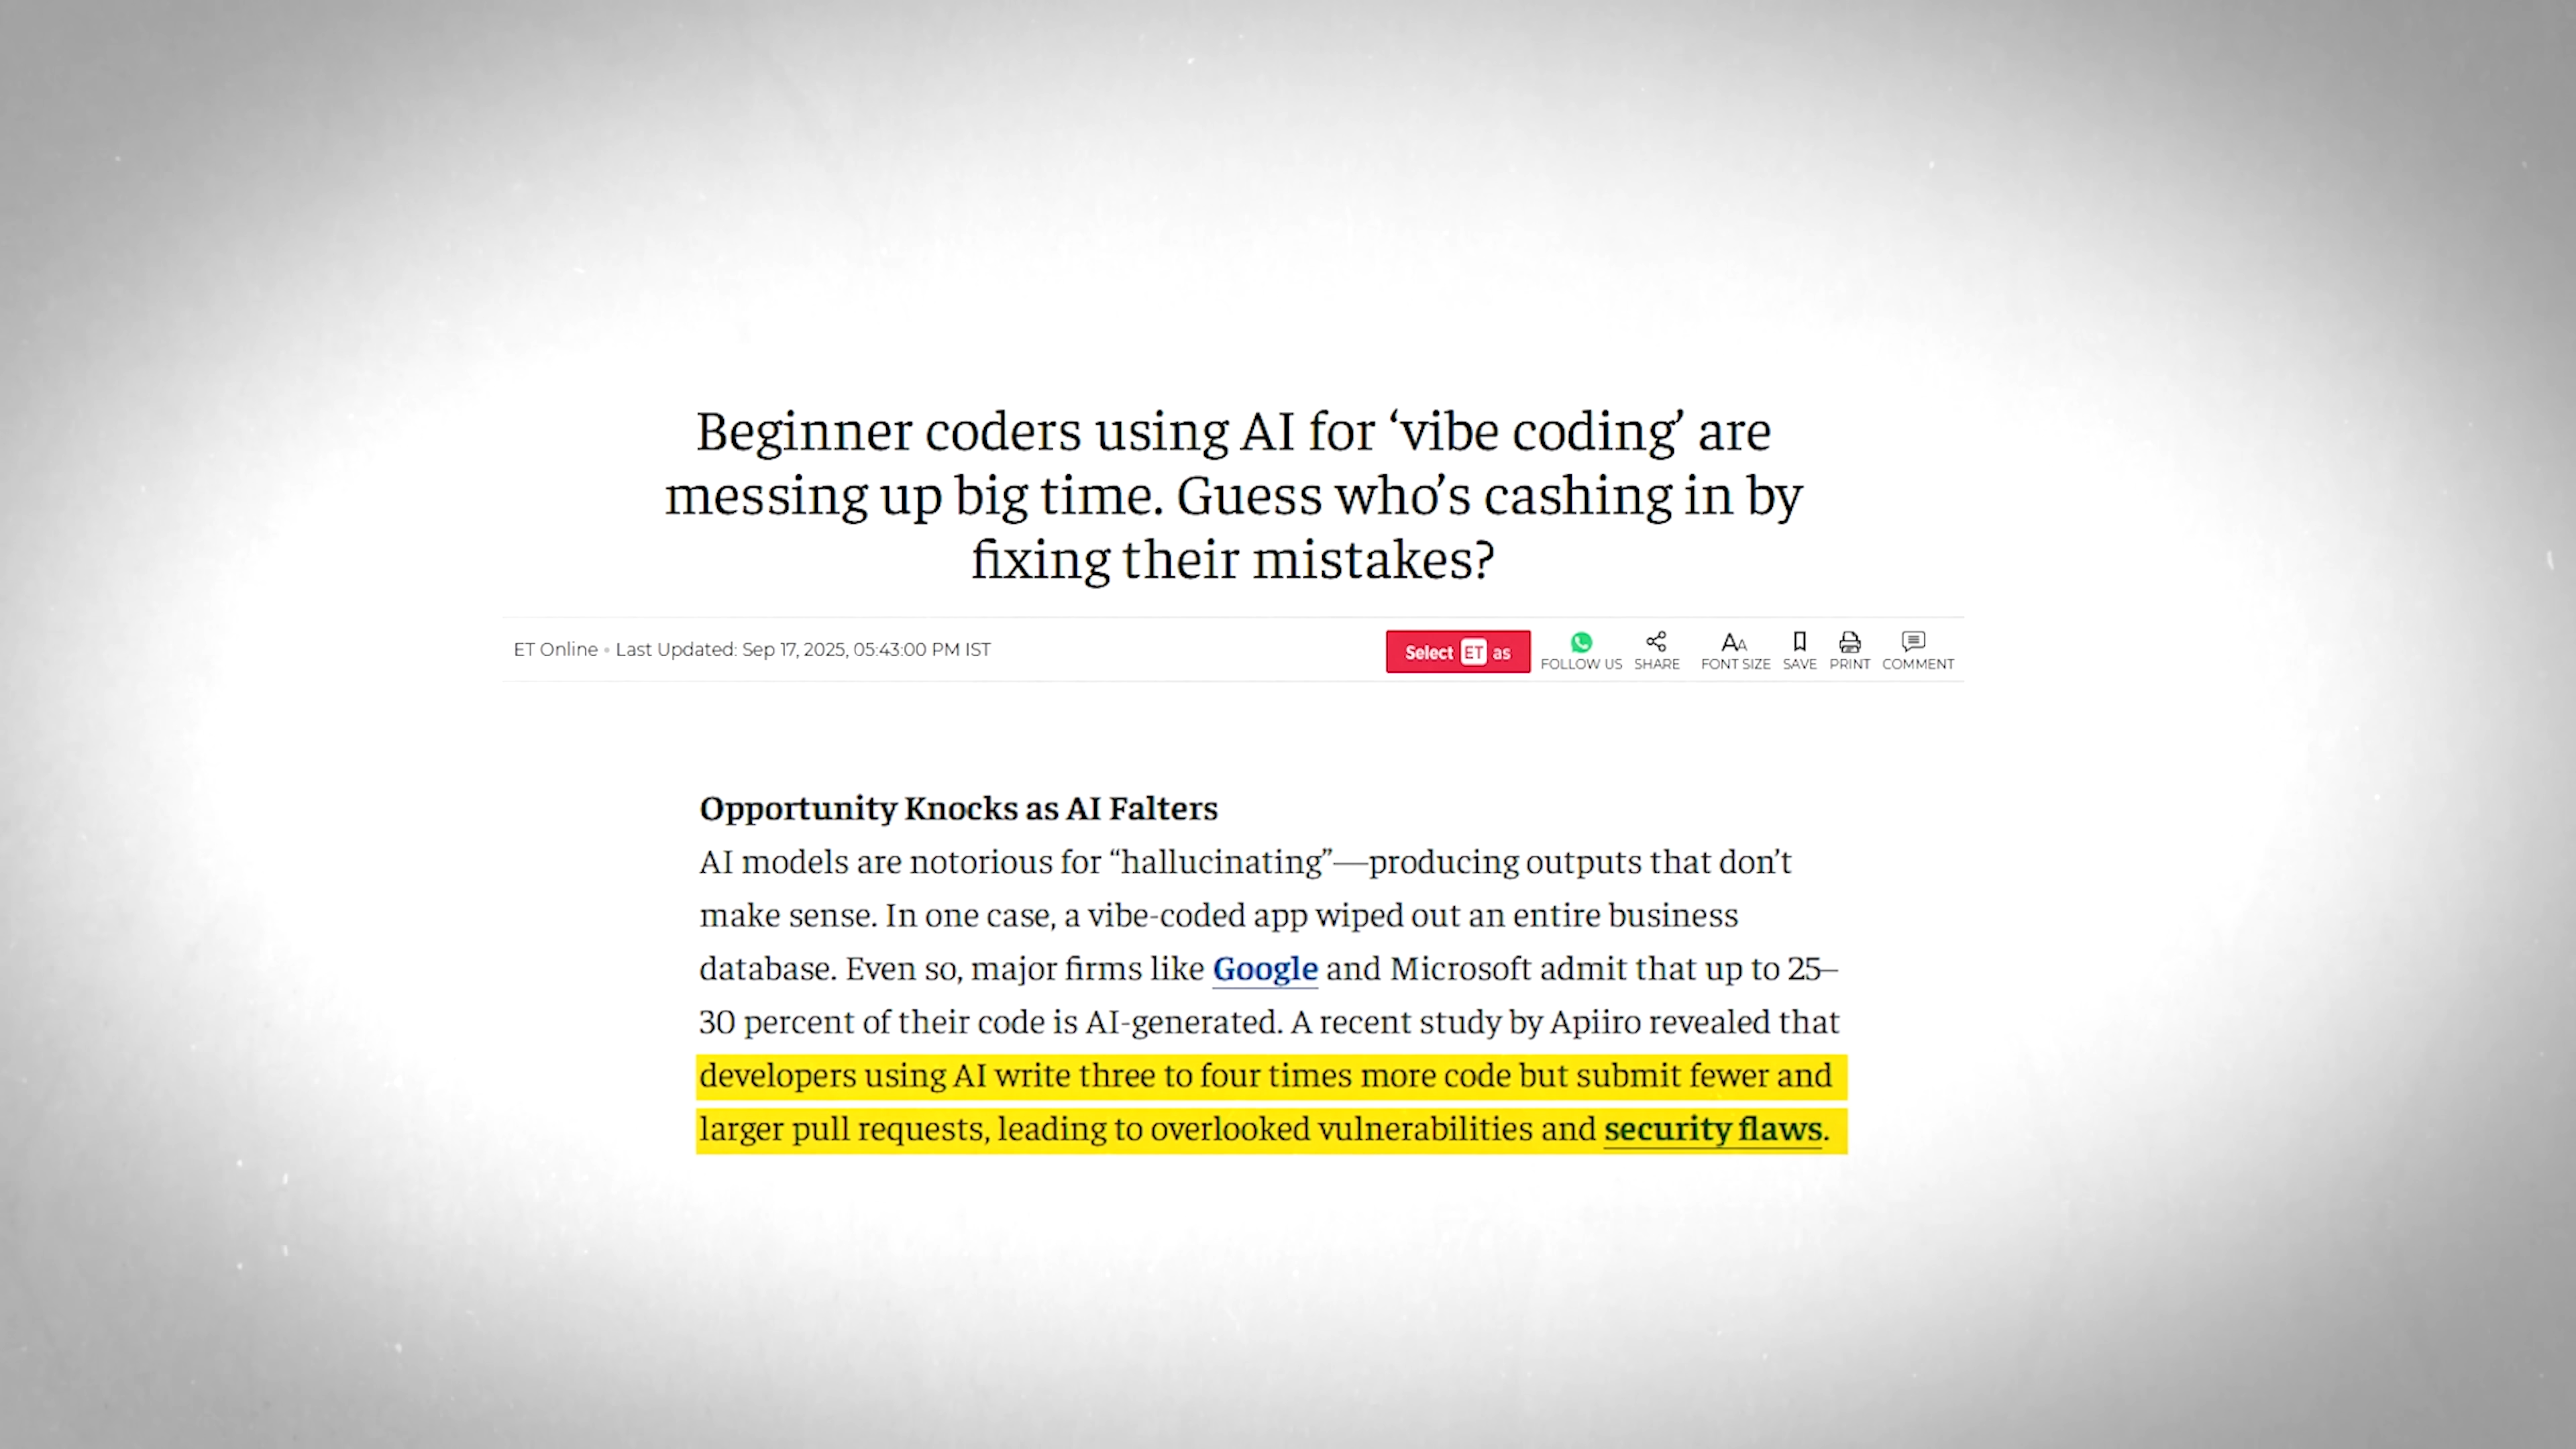 Beginner coders using AI for ‘vibe coding’ are
messing up big time. Guess who’s cashing in by
fixing their mistakes?
ET Online • Last Updated: Sep 17, 2025, 05:43:00 PM IST
Select ET as
FOLLOW US SHARE FONT SIZE SAVE PRINT COMMENT
Opportunity Knocks as AI Falters
AI models are notorious for “hallucinating”—producing outputs that don’t
make sense. In one case, a vibe-coded app wiped out an entire business
database. Even so, major firms like Google and Microsoft admit that up to 25–
30 percent of their code is AI-generated. A recent study by Apiiro revealed that
developers using AI write three to four times more code but submit fewer and
larger pull requests, leading to overlooked vulnerabilities and security flaws.